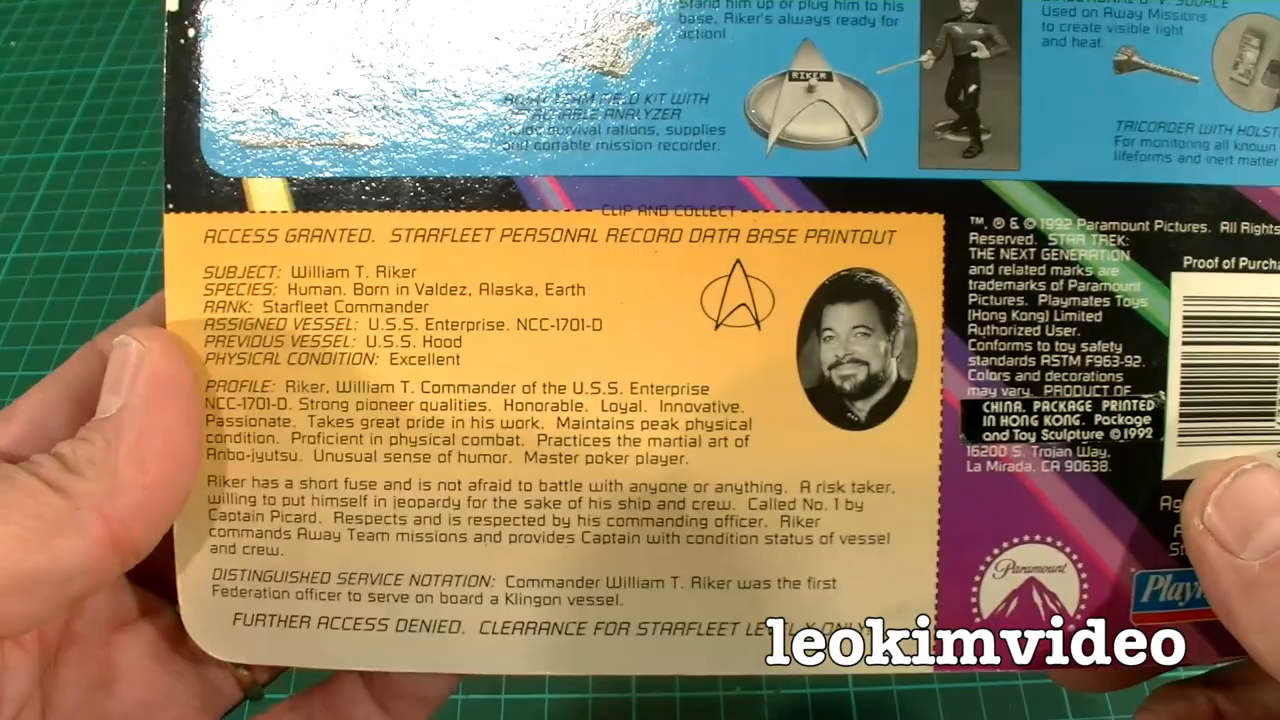 Stand him up or plug him to his
base, Riker's always ready for
action!
RIKER
AWAY TEAM FIELD KIT WITH
ANALYZER
survival rations, supplies
and portable mission recorder.
Used on Away Missions
to create visible light
and heat.
TRICORDER WITH
For monitoring all known
lifeforms and inert matter
CLIP AND COLLECT
ACCESS GRANTED. STARFLEET PERSONAL RECORD DATA BASE PRINTOUT
SUBJECT: William T. Riker
SPECIES: Human. Born in Valdez, Alaska, Earth
RANK: Starfleet Commander
ASSIGNED VESSEL: U.S.S. Enterprise. NCC-1701-D
PREVIOUS VESSEL: U.S.S. Hood
PHYSICAL CONDITION: Excellent
PROFILE: Riker, William T. Commander of the U.S.S. Enterprise
NCC-1701-D. Strong pioneer qualities. Honorable. Loyal. Innovative.
Passionate. Takes great pride in his work. Maintains peak physical
condition. Proficient in physical combat. Practices the martial art of
Anbo-jyutsu. Unusual sense of humor. Master poker player.
Riker has a short fuse and is not afraid to battle with anyone or anything. A risk taker,
willing to put himself in jeopardy for the sake of his ship and crew. Called No. 1 by
Captain Picard. Respects and is respected by his commanding officer. Riker
commands Away Team missions and provides Captain with condition status of vessel
and crew.
DISTINGUISHED SERVICE NOTATION: Commander William T. Riker was the first
Federation officer to serve on board a Klingon vessel.
FURTHER ACCESS DENIED. CLEARANCE FOR STARFLEET LEVEL X ONLY
™, ® & © 1992 Paramount Pictures. All Rights
Reserved. STAR TREK:
THE NEXT GENERATION
and related marks are
trademarks of Paramount
Pictures. Playmates Toys
(Hong Kong) Limited
Authorized User.
Conforms to toy safety
standards ASTM F963-92.
Colors and decorations
may vary. PRODUCT OF
CHINA. PACKAGE PRINTED
IN HONG KONG. Package
and Toy Sculpture ©1992
16200 S. Trojan Way,
La Mirada, CA 90638.
Proof of
Paramount
leokimvideo